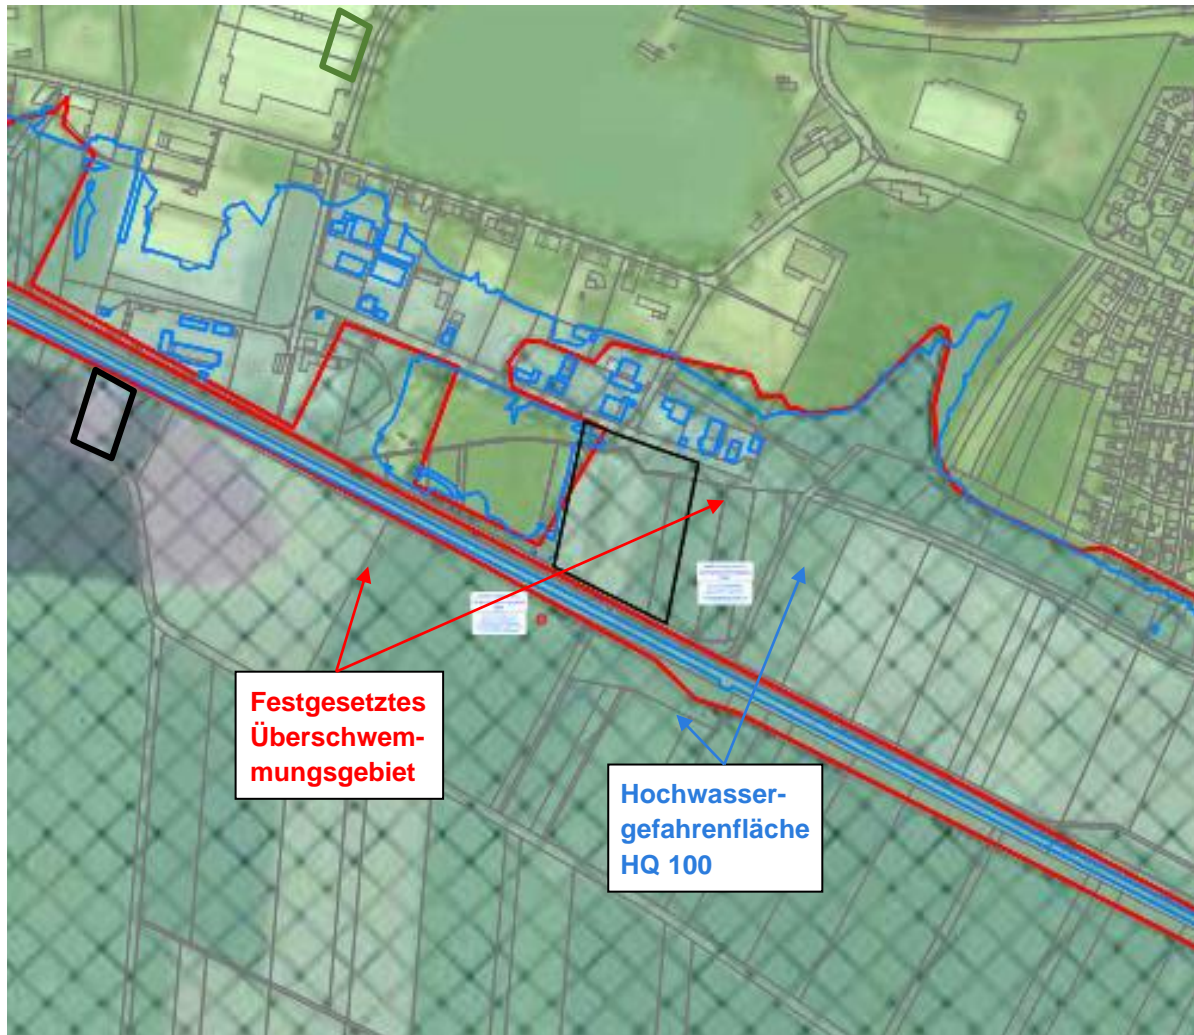 Festgesetztes
Überschwem-
mungsgebiet
Hochwasser-
gefahrenfläche
HQ 100